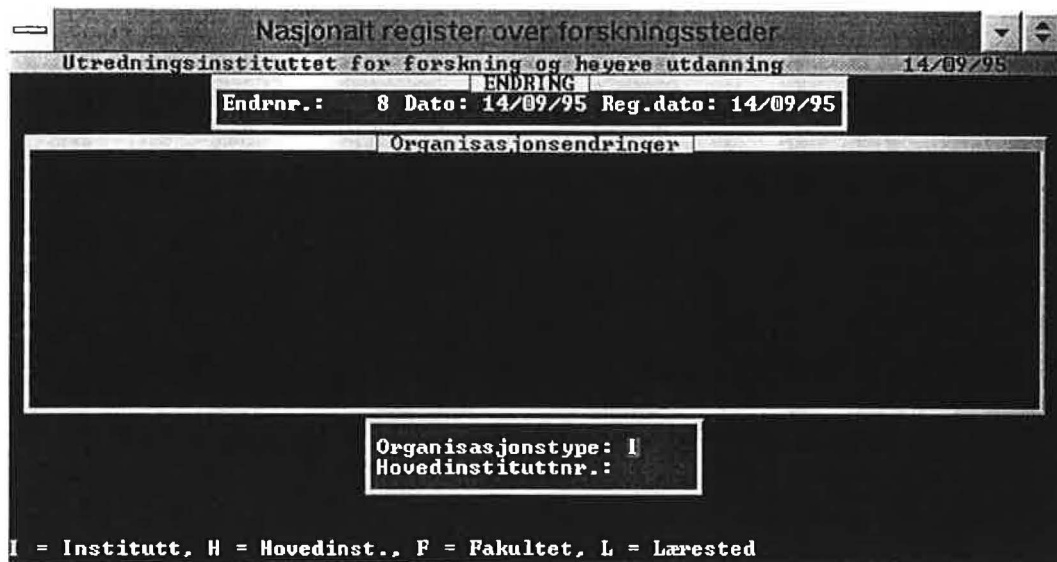 Nasjonalt register over forskningssteder
Utredningsinstituttet for forskning og høyere utdanning 14/09/95
ENDRING
Endrnr.: 8 Dato: 14/09/95 Reg.dato: 14/09/95
Organisasjonsendringer
Organisasjonstype: I
Hovedinstituttnr.:
I = Institutt, H = Hovedinst., F = Fakultet, L = Lærested